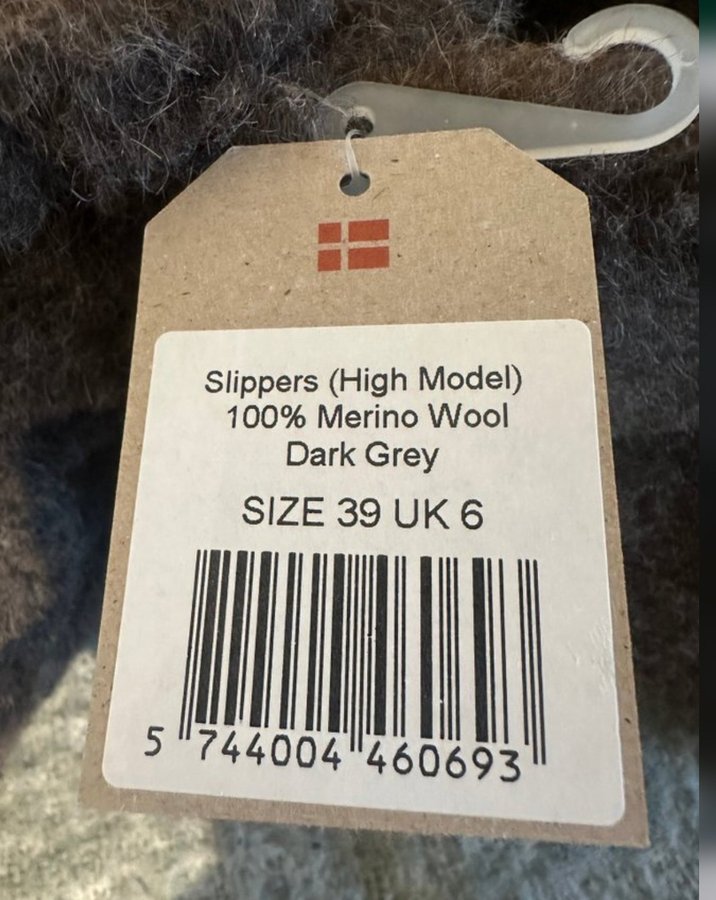 Slippers (High Model)
100% Merino Wool
Dark Grey
SIZE 39 UK 6
5 744004 460693